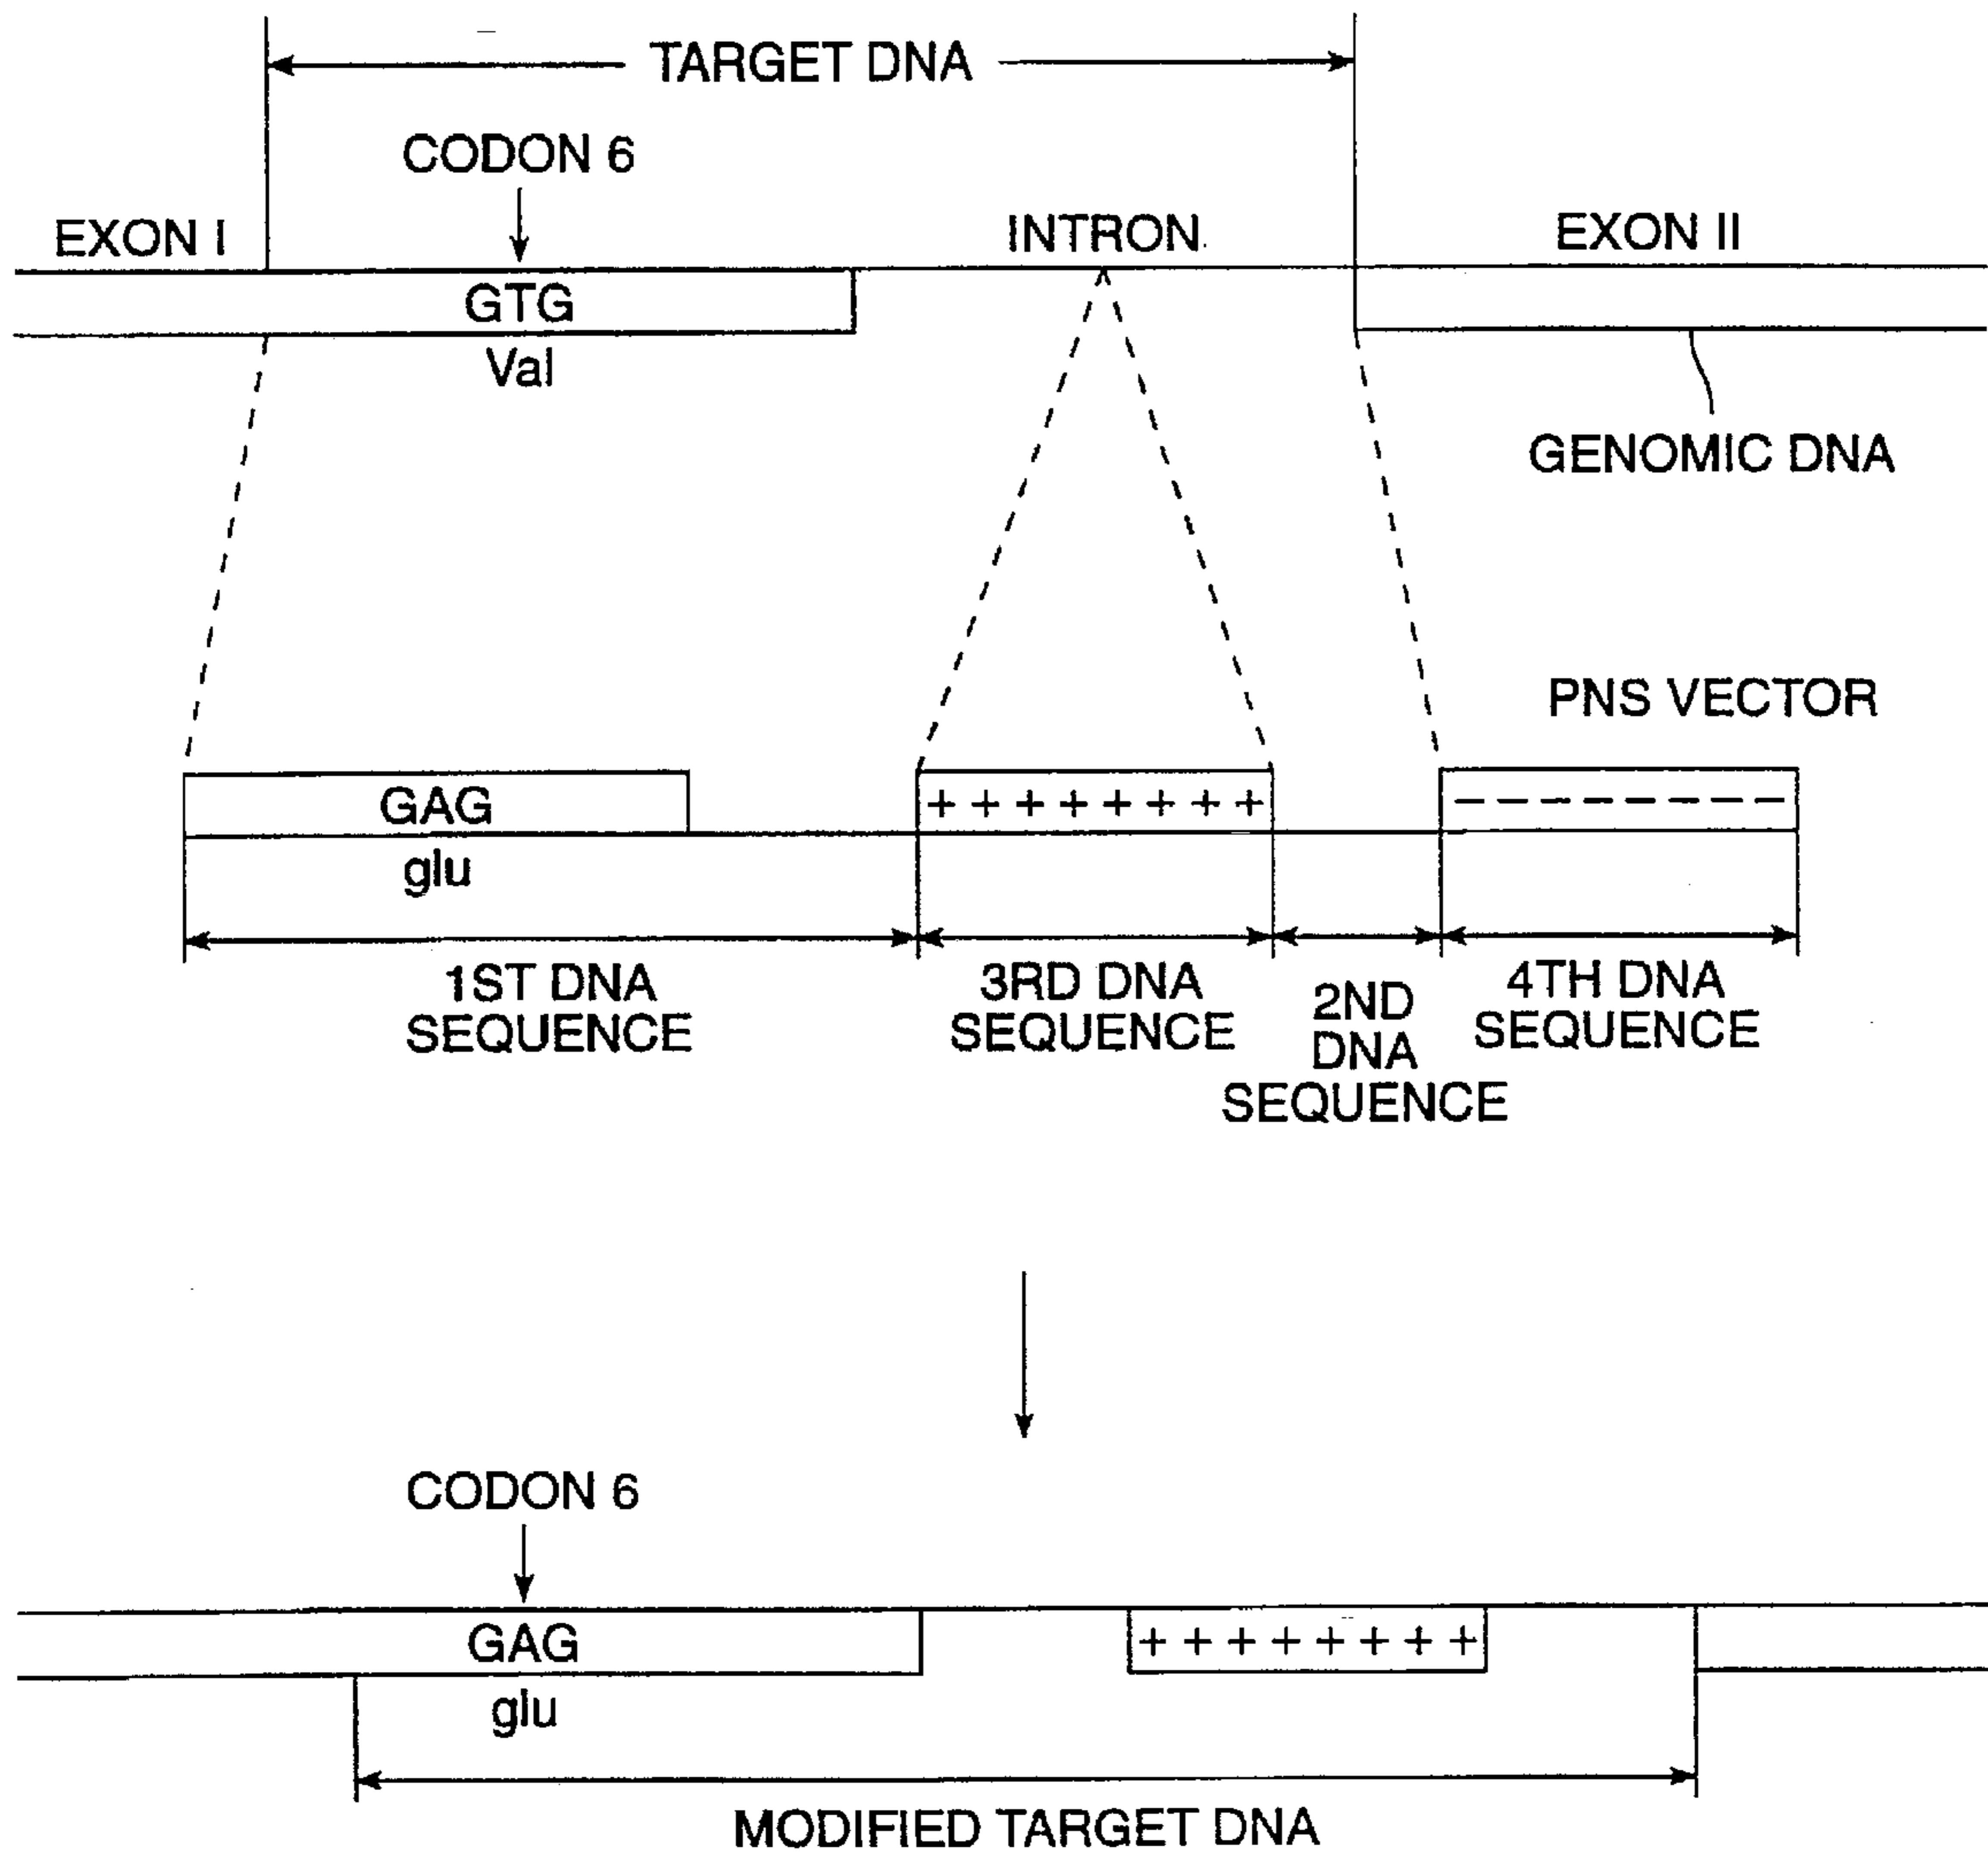 TARGET DNA
CODON 6
EXON I
INTRON
EXON II
GTG
Val
GENOMIC DNA
PNS VECTOR
GAG
+ + + + + + + +
– – – – – – – –
glu
1ST DNA
SEQUENCE
3RD DNA
SEQUENCE
2ND
DNA
SEQUENCE
4TH DNA
SEQUENCE
CODON 6
GAG
+ + + + + + + +
glu
MODIFIED TARGET DNA